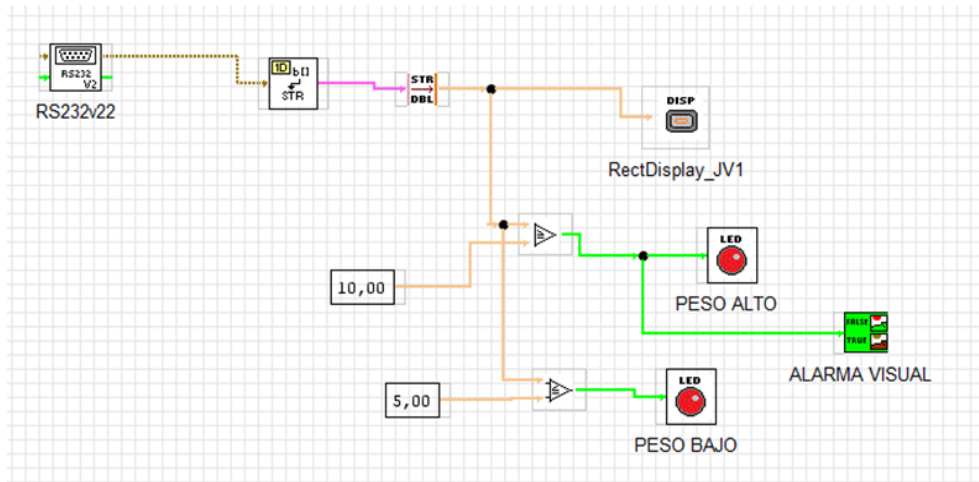 RS232
V2
RS232v22
1D b[]
STR
STR
DBL
DISP
RectDisplay_JV1
10,00
LED
PESO ALTO
FALSE
TRUE
ALARMA VISUAL
5,00
LED
PESO BAJO